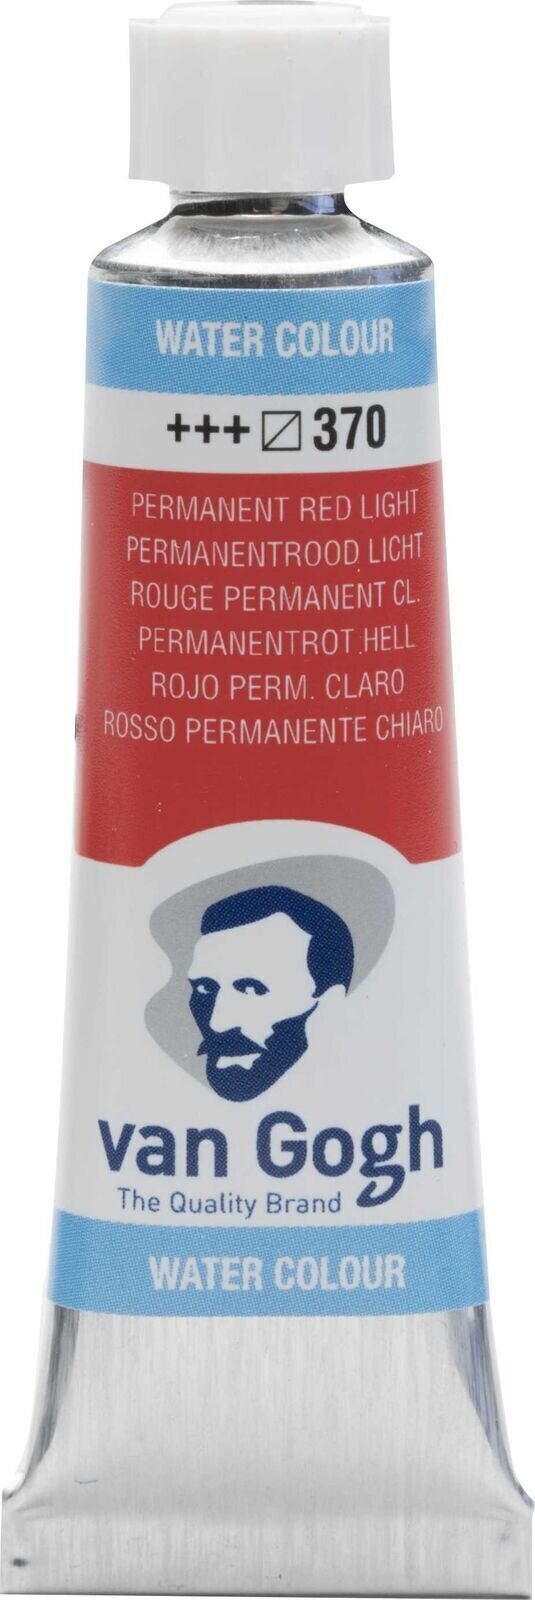 WATER COLOUR
+++ 370
PERMANENT RED LIGHT
PERMANENTROOD LICHT
ROUGE PERMANENT CL.
PERMANENTROT HELL
ROJO PERM. CLARO
ROSSO PERMANENTE CHIARO
van Gogh
The Quality Brand
WATER COLOUR